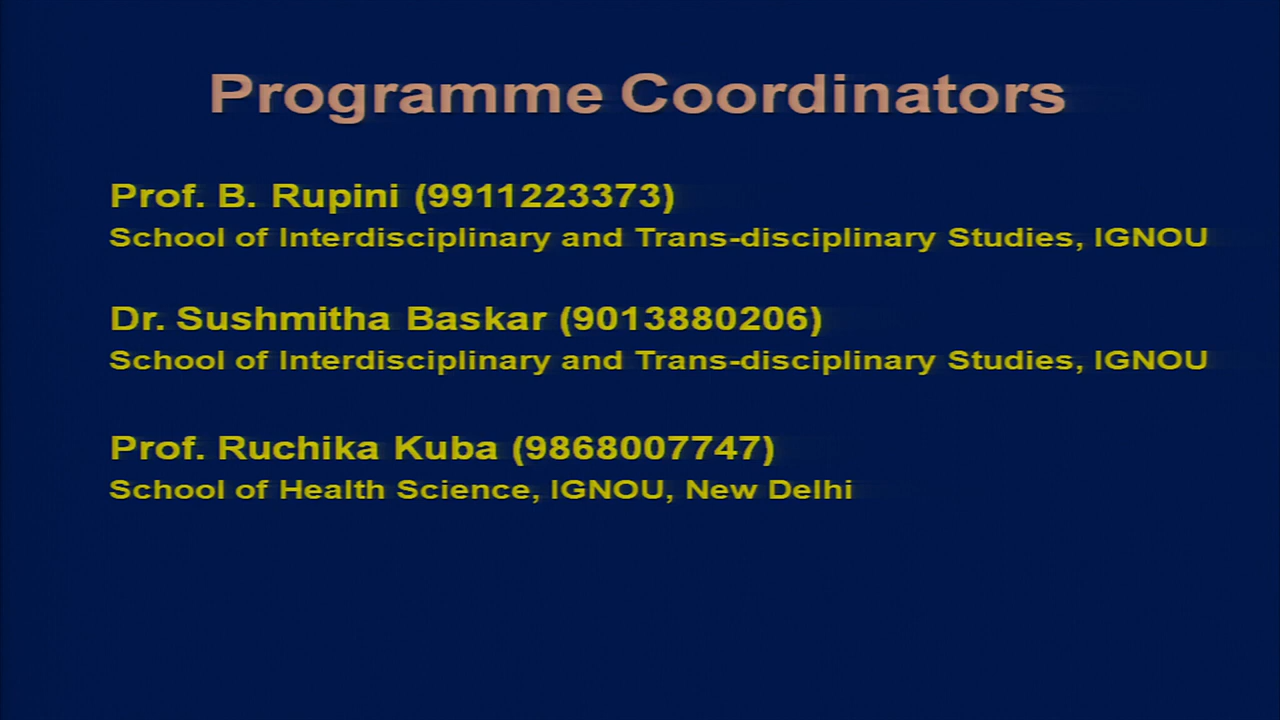 Programme Coordinators
Prof. B. Rupini (9911223373)
School of Interdisciplinary and Trans-disciplinary Studies, IGNOU
Dr. Sushmitha Baskar (9013880206)
School of Interdisciplinary and Trans-disciplinary Studies, IGNOU
Prof. Ruchika Kuba (9868007747)
School of Health Science, IGNOU, New Delhi